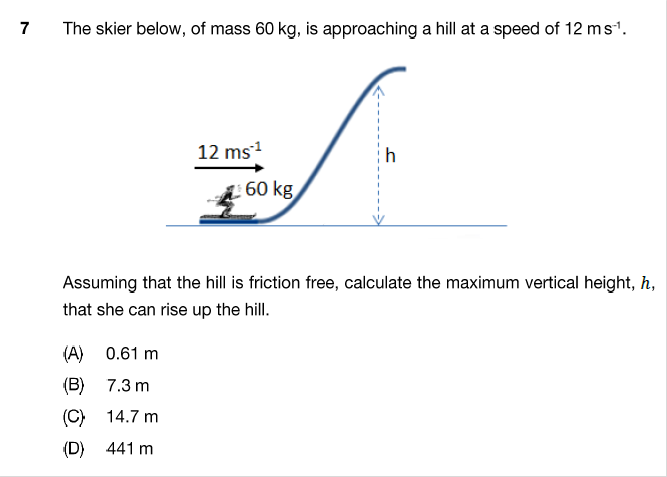 7 The skier below, of mass 60 kg, is approaching a hill at a speed of 12 m s⁻¹.
12 ms⁻¹
h
60 kg
Assuming that the hill is friction free, calculate the maximum vertical height, h,
that she can rise up the hill.
(A) 0.61 m
(B) 7.3 m
(C) 14.7 m
(D) 441 m